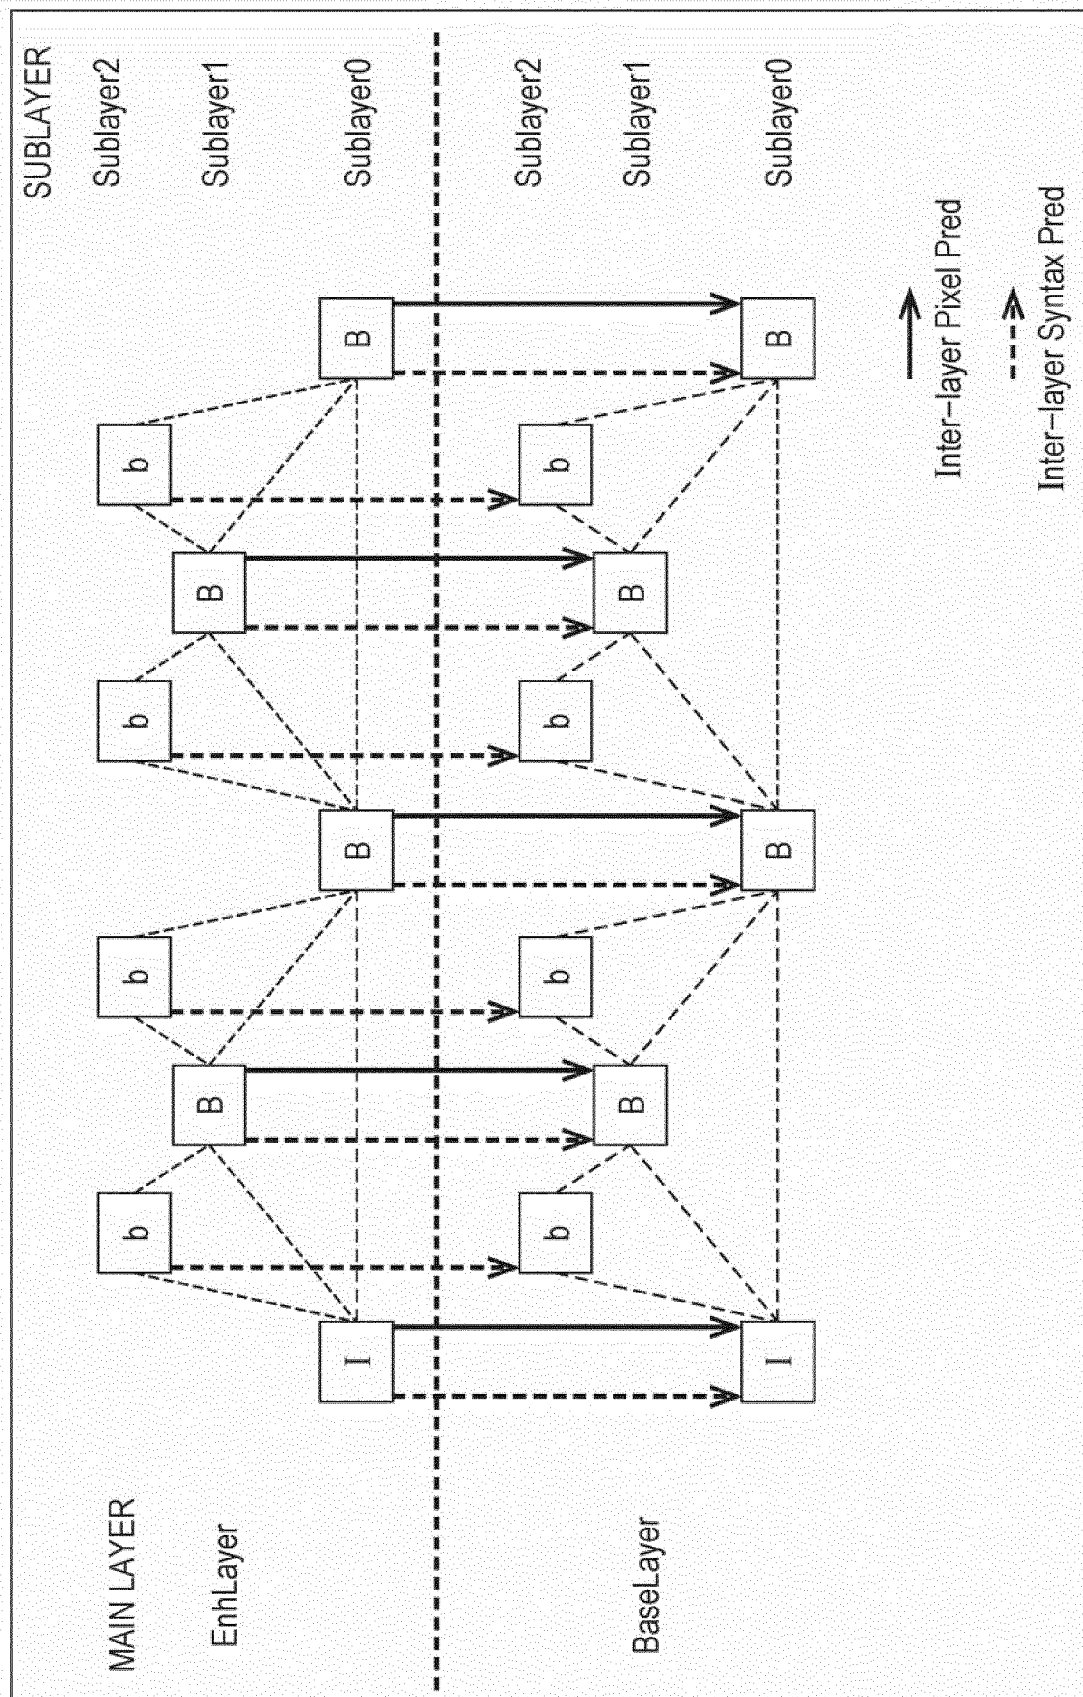 SUBLAYER
MAIN LAYER
b b b b
Sublayer2
EnhLayer
B B
Sublayer1
I B B
Sublayer0
b b b b
Sublayer2
BaseLayer
B B
Sublayer1
I B B
Sublayer0
Inter-layer Pixel Pred
Inter-layer Syntax Pred